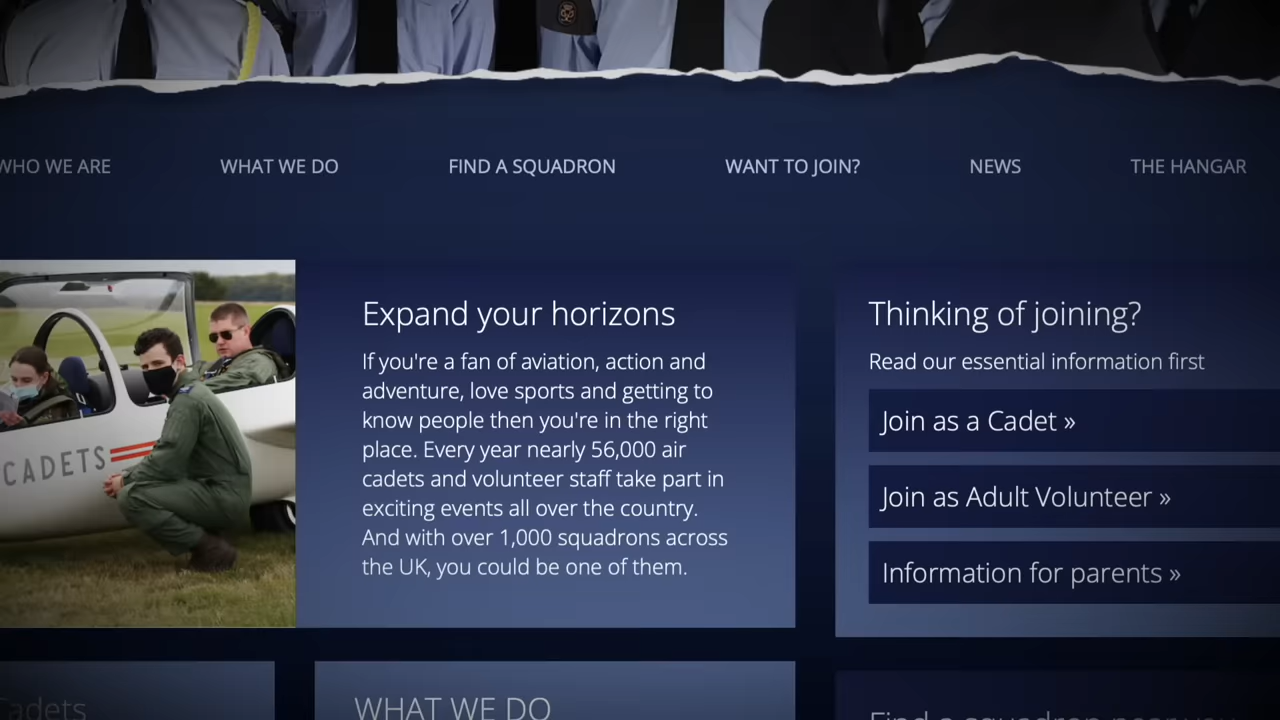 WHO WE ARE
WHAT WE DO
FIND A SQUADRON
WANT TO JOIN?
NEWS
THE HANGAR
CADETS
Expand your horizons
If you're a fan of aviation, action and
adventure, love sports and getting to
know people then you're in the right
place. Every year nearly 56,000 air
cadets and volunteer staff take part in
exciting events all over the country.
And with over 1,000 squadrons across
the UK, you could be one of them.
Thinking of joining?
Read our essential information first
Join as a Cadet »
Join as Adult Volunteer »
Information for parents »
Cadets
WHAT WE DO
Find a squadron